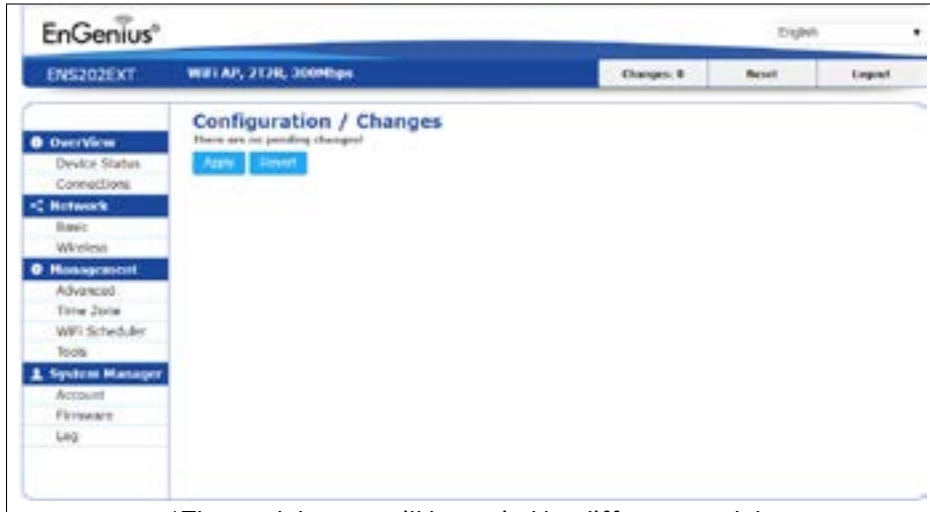 EnGenius®
English
ENS202EXT WiFi AP, 2T2R, 300Mbps Changes: 0 Reset Logout
Configuration / Changes
There are no pending changes!
Apply Revert
OverView
Device Status
Connections
Network
Basic
Wireless
Management
Advanced
Time Zone
WiFi Scheduler
Tools
System Manager
Account
Firmware
Log